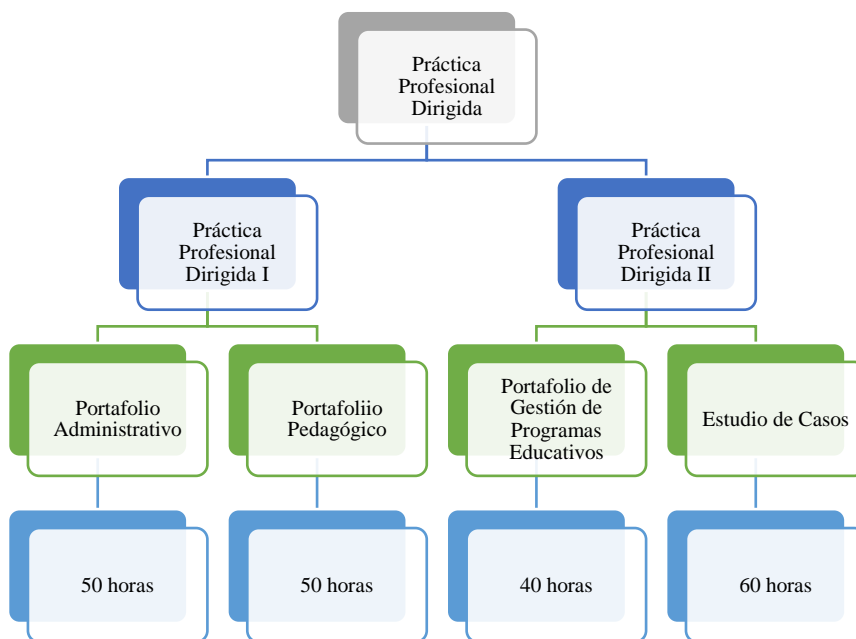 Práctica
Profesional
Dirigida
Práctica
Profesional
Dirigida I
Práctica
Profesional
Dirigida II
Portafolio
Administrativo
Portafoliio
Pedagógico
Portafolio de
Gestión de
Programas
Educativos
Estudio de Casos
50 horas
50 horas
40 horas
60 horas